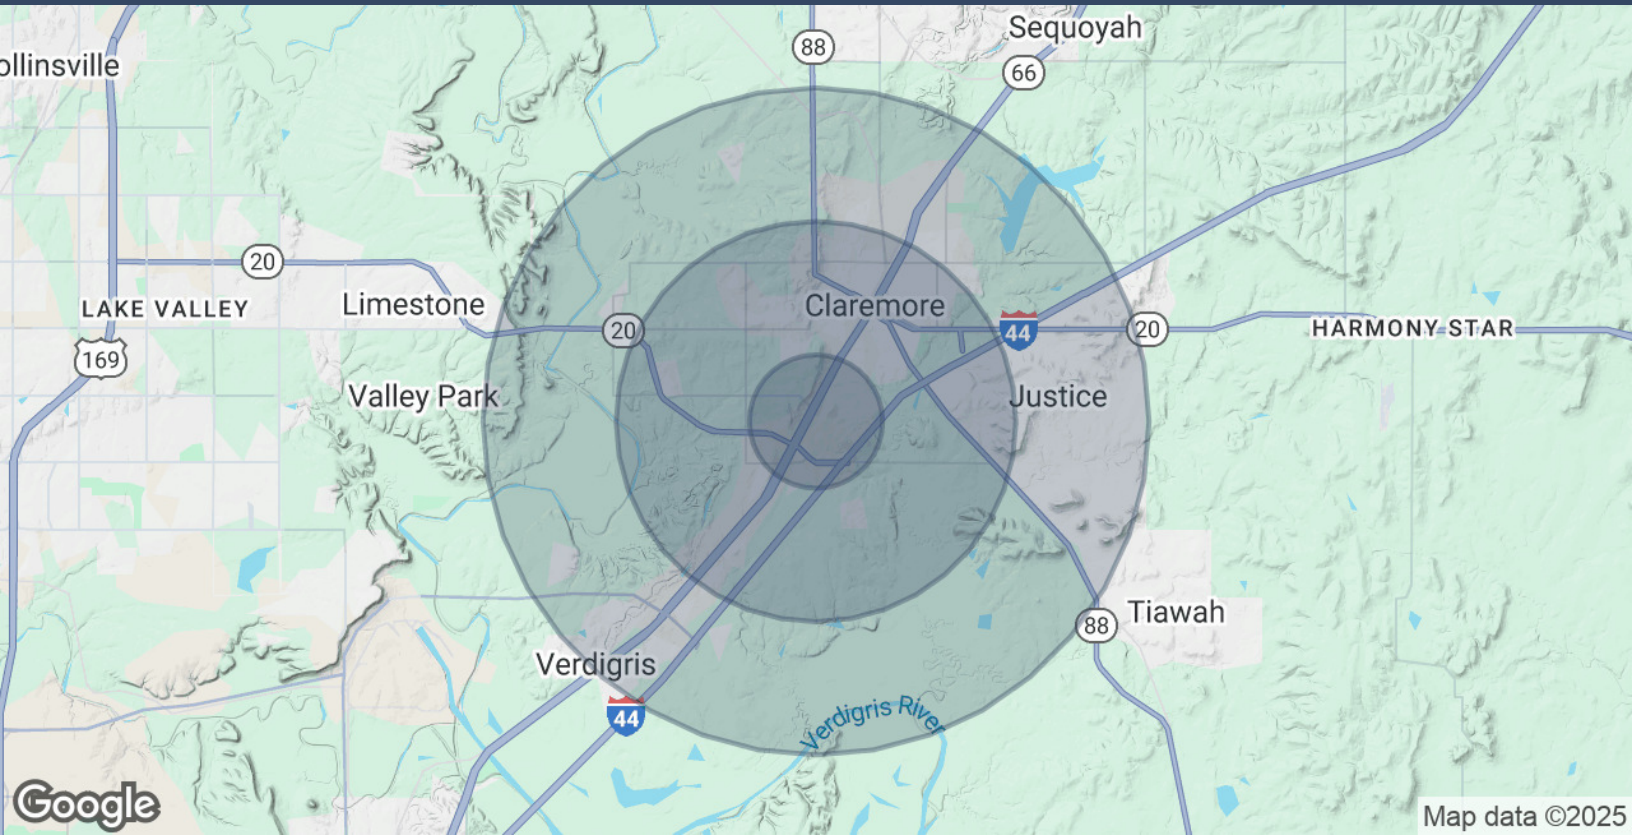 Sequoyah
88
ollinsville
66
20
LAKE VALLEY
Limestone
Claremore
20
44
20
HARMONY STAR
169
Valley Park
Justice
Tiawah
88
Verdigris
44
Verdigris River
Google
Map data ©2025